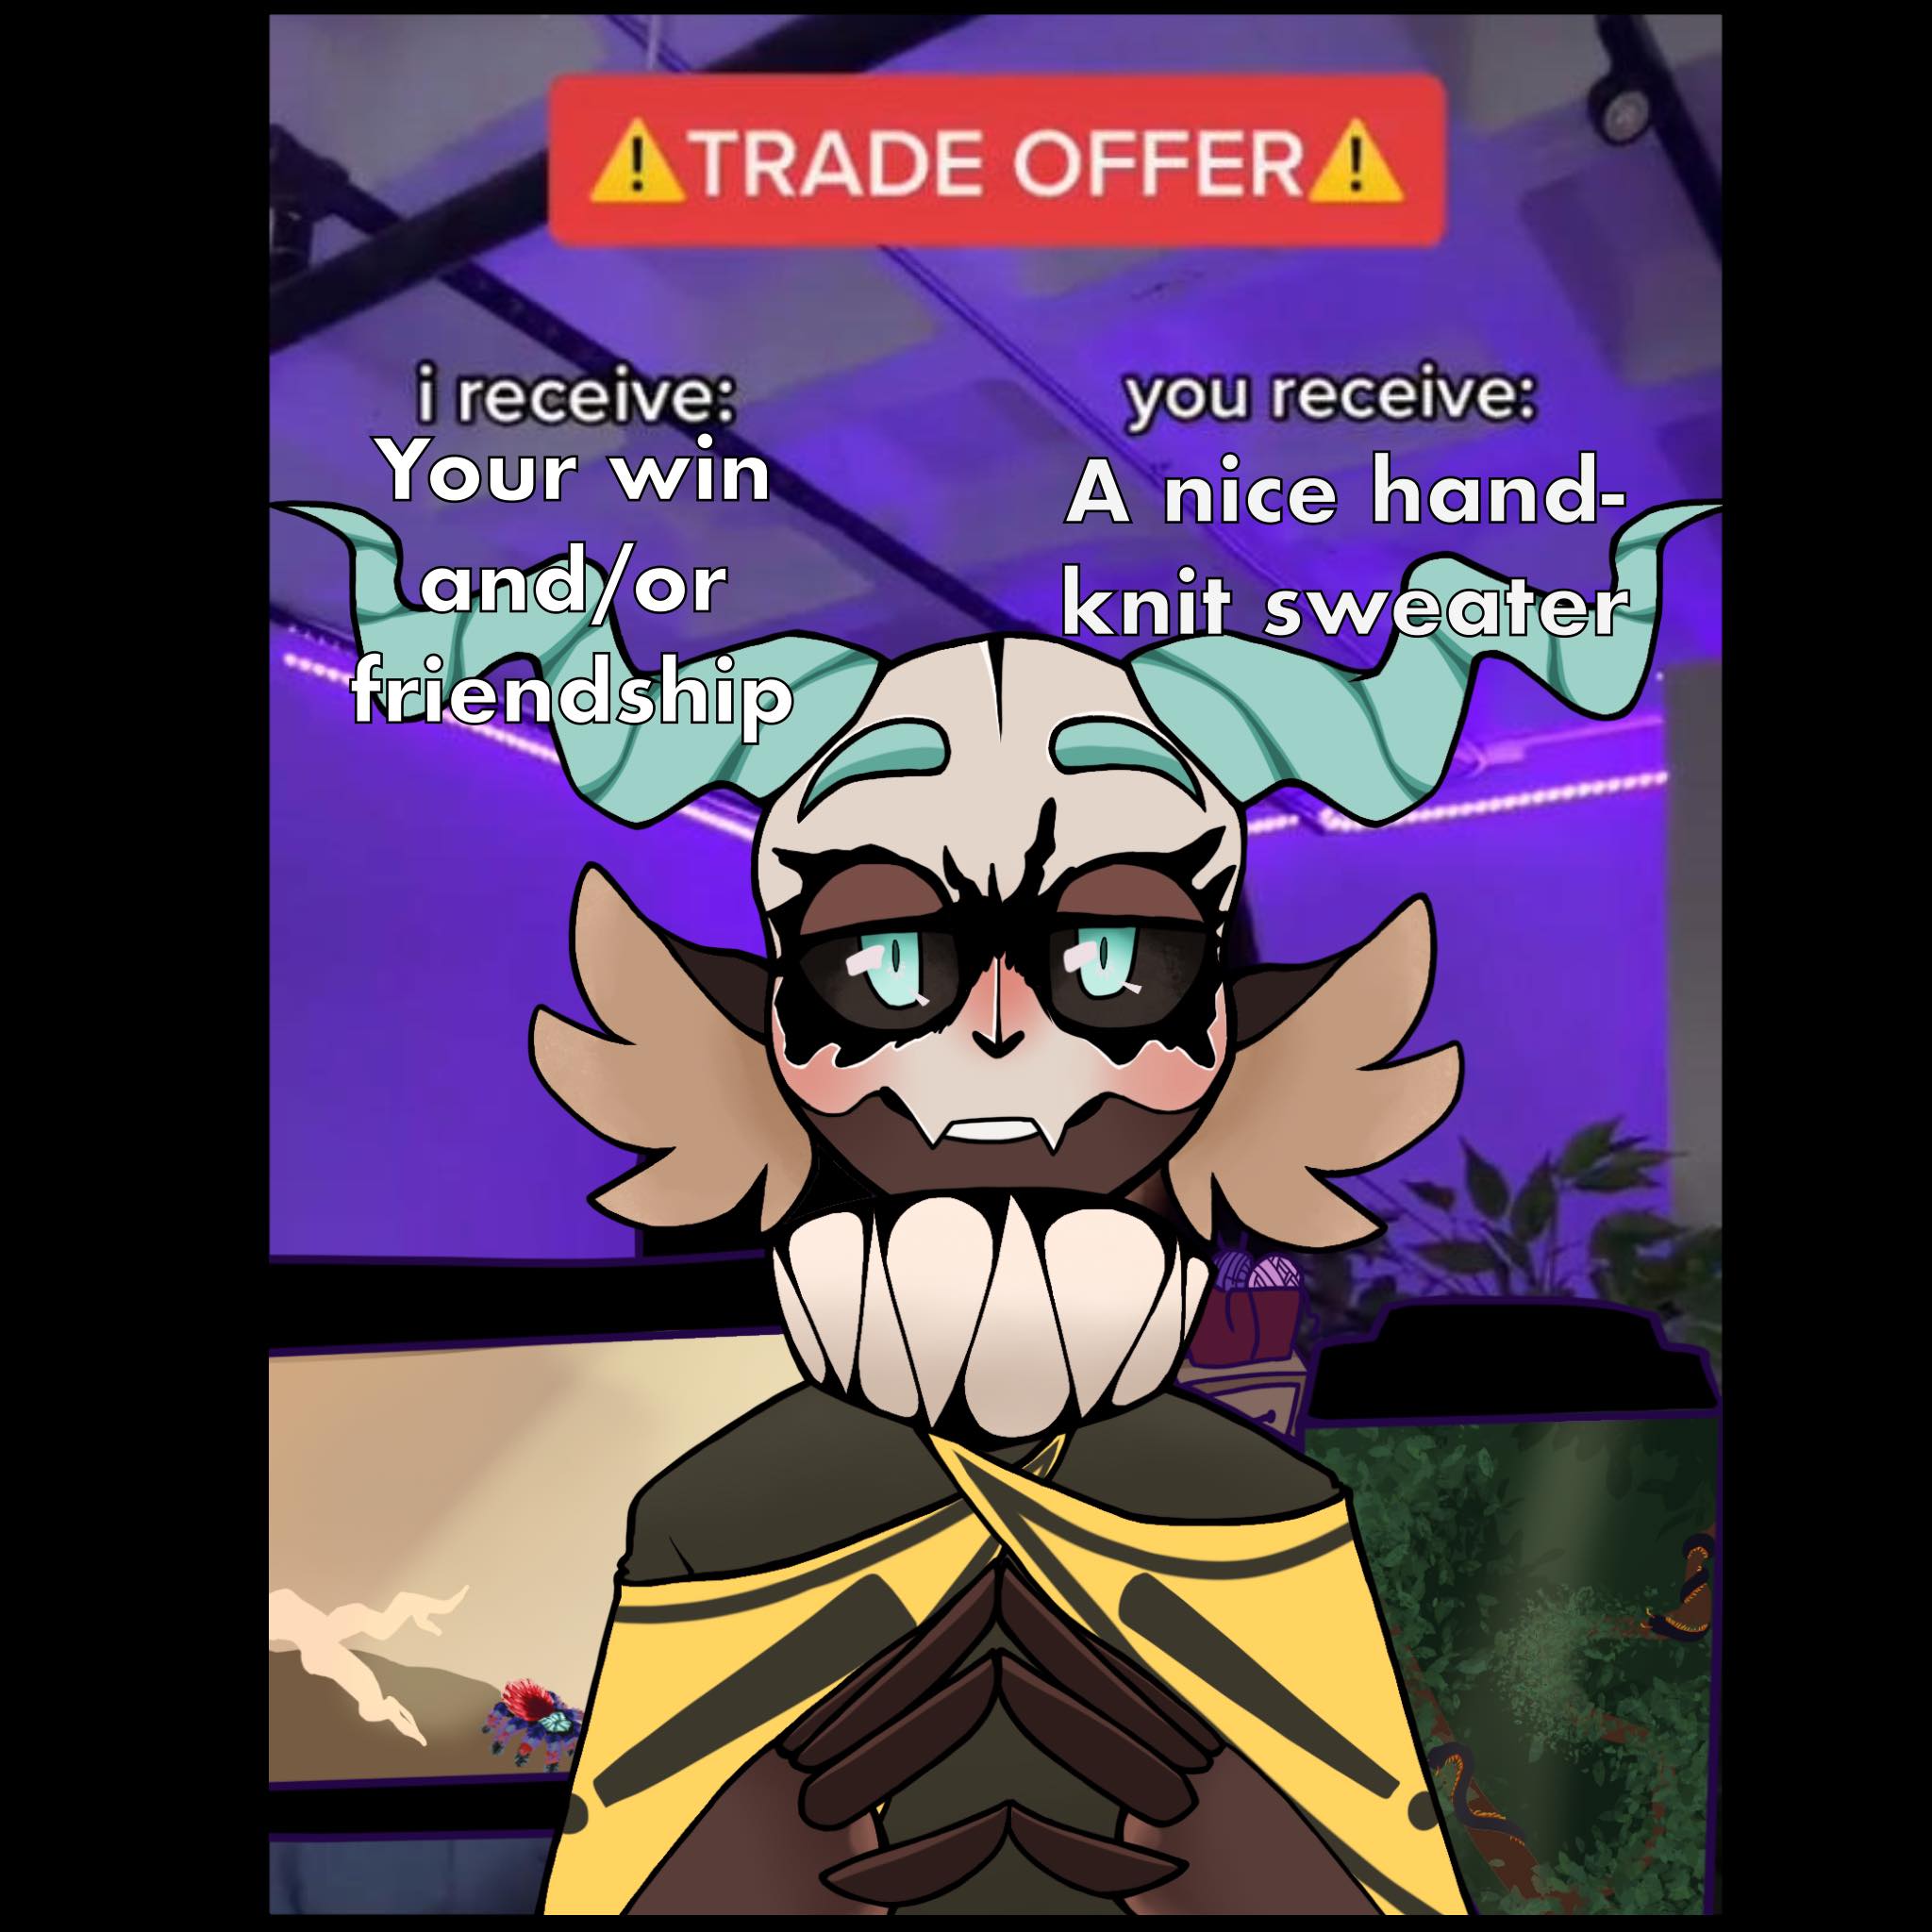 ⚠TRADE OFFER⚠
i receive:
Your win
and/or
friendship
you receive:
A nice hand-
knit sweater